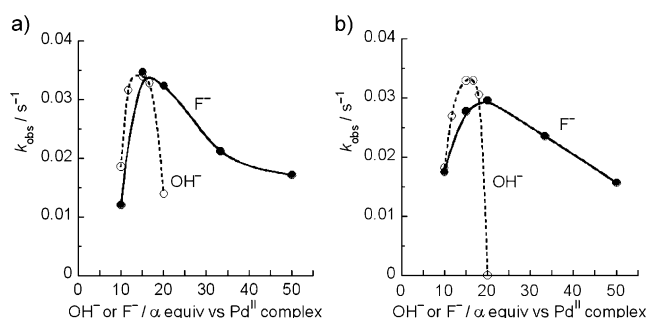 a)
b)
0.04
0.03
0.02
0.01
0
k_obs / s⁻¹
F⁻
OH⁻
0 10 20 30 40 50
OH⁻ or F⁻ / α equiv vs Pdᴵᴵ complex
0.04
0.03
0.02
0.01
0
k_obs / s⁻¹
F⁻
OH⁻
0 10 20 30 40 50
OH⁻ or F⁻ / α equiv vs Pdᴵᴵ complex